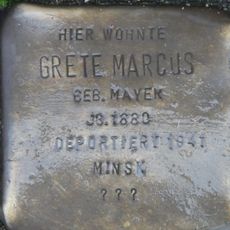 HIER WOHNTE
GRETE MARCUS
GEB. MAYER
JG. 1880
DEPORTIERT 1941
MINSK
? ? ?